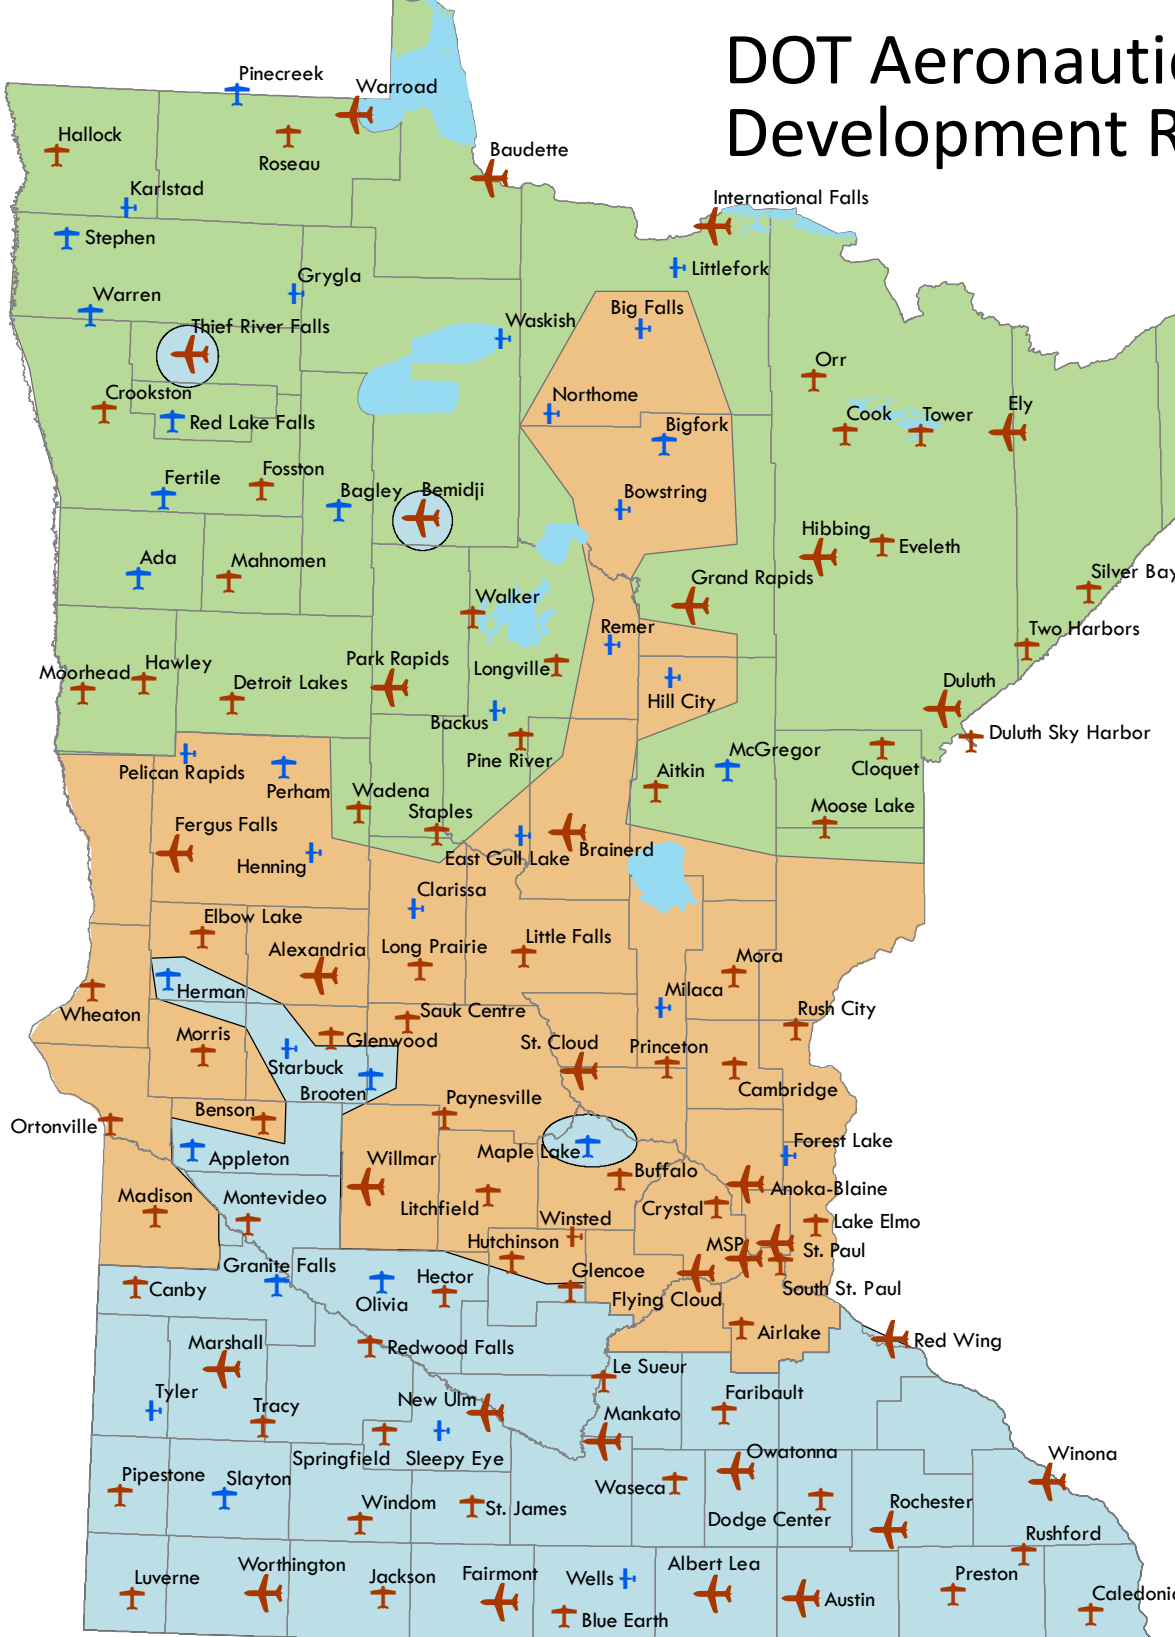 DOT Aeronauti
Development R
Pinecreek
Warroad
Hallock
Roseau
Baudette
Karlstad
International Falls
Stephen
Littlefork
Grygla
Warren
Big Falls
Waskish
Thief River Falls
Orr
Crookston
Northome
Ely
Red Lake Falls
Cook
Tower
Bigfork
Fosston
Fertile
Bagley
Bemidji
Bowstring
Hibbing
Eveleth
Ada
Mahnomen
Silver Bay
Grand Rapids
Walker
Remer
Two Harbors
Moorhead
Hawley
Park Rapids
Longville
Detroit Lakes
Duluth
Hill City
Backus
Duluth Sky Harbor
McGregor
Pine River
Pelican Rapids
Aitkin
Cloquet
Perham
Wadena
Moose Lake
Staples
Fergus Falls
Brainerd
East Gull Lake
Henning
Clarissa
Elbow Lake
Little Falls
Alexandria
Long Prairie
Mora
Herman
Milaca
Wheaton
Sauk Centre
Rush City
Morris
Glenwood
St. Cloud
Princeton
Starbuck
Brooten
Cambridge
Paynesville
Benson
Ortonville
Forest Lake
Maple Lake
Appleton
Willmar
Buffalo
Anoka-Blaine
Madison
Montevideo
Litchfield
Crystal
Winsted
Lake Elmo
Hutchinson
MSP
St. Paul
Granite Falls
Glencoe
Hector
Canby
South St. Paul
Olivia
Flying Cloud
Airlake
Marshall
Redwood Falls
Red Wing
Le Sueur
Tyler
New Ulm
Faribault
Tracy
Mankato
Springfield
Sleepy Eye
Owatonna
Winona
Pipestone
Slayton
Waseca
Windom
St. James
Dodge Center
Rochester
Rushford
Worthington
Luverne
Jackson
Fairmont
Wells
Albert Lea
Preston
Austin
Caledoni
Blue Earth